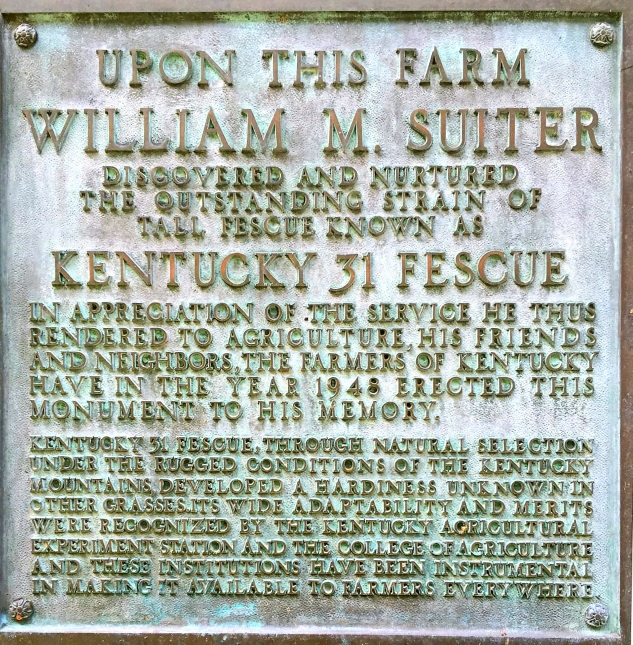 UPON THIS FARM
WILLIAM M. SUITER
DISCOVERED AND NURTURED
THE OUTSTANDING STRAIN OF
TALL FESCUE KNOWN AS
KENTUCKY 31 FESCUE
IN APPRECIATION OF THE SERVICE HE THUS
RENDERED TO AGRICULTURE, HIS FRIENDS
AND NEIGHBORS, THE FARMERS OF KENTUCKY
HAVE IN THE YEAR 1948 ERECTED THIS
MONUMENT TO HIS MEMORY.
KENTUCKY 31 FESCUE, THROUGH NATURAL SELECTION
UNDER THE RUGGED CONDITIONS OF THE KENTUCKY
MOUNTAINS, DEVELOPED A HARDINESS UNKNOWN IN
OTHER GRASSES. ITS WIDE ADAPTABILITY AND MERITS
WERE RECOGNIZED BY THE KENTUCKY AGRICULTURAL
EXPERIMENT STATION AND THE COLLEGE OF AGRICULTURE
AND THESE INSTITUTIONS HAVE BEEN INSTRUMENTAL
IN MAKING IT AVAILABLE TO FARMERS EVERYWHERE.